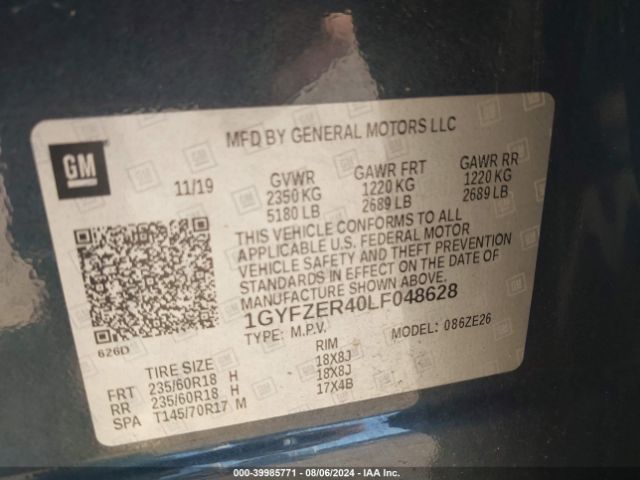 GM
MFD BY GENERAL MOTORS LLC
11/19
GVWR GAWR FRT GAWR RR
2350 KG 1220 KG 1220 KG
5180 LB 2689 LB 2689 LB
THIS VEHICLE CONFORMS TO ALL
APPLICABLE U.S. FEDERAL MOTOR
VEHICLE SAFETY AND THEFT PREVENTION
STANDARDS IN EFFECT ON THE DATE OF
MANUFACTURE SHOWN ABOVE.
1GYFZER40LF048628
TYPE: M.P.V. MODEL: 086ZE26
626D
TIRE SIZE RIM
FRT 235/60R18 H 18X8J
RR 235/60R18 H 18X8J
SPA T145/70R17 M 17X4B
000-39985771 - 08/06/2024 - IAA Inc.